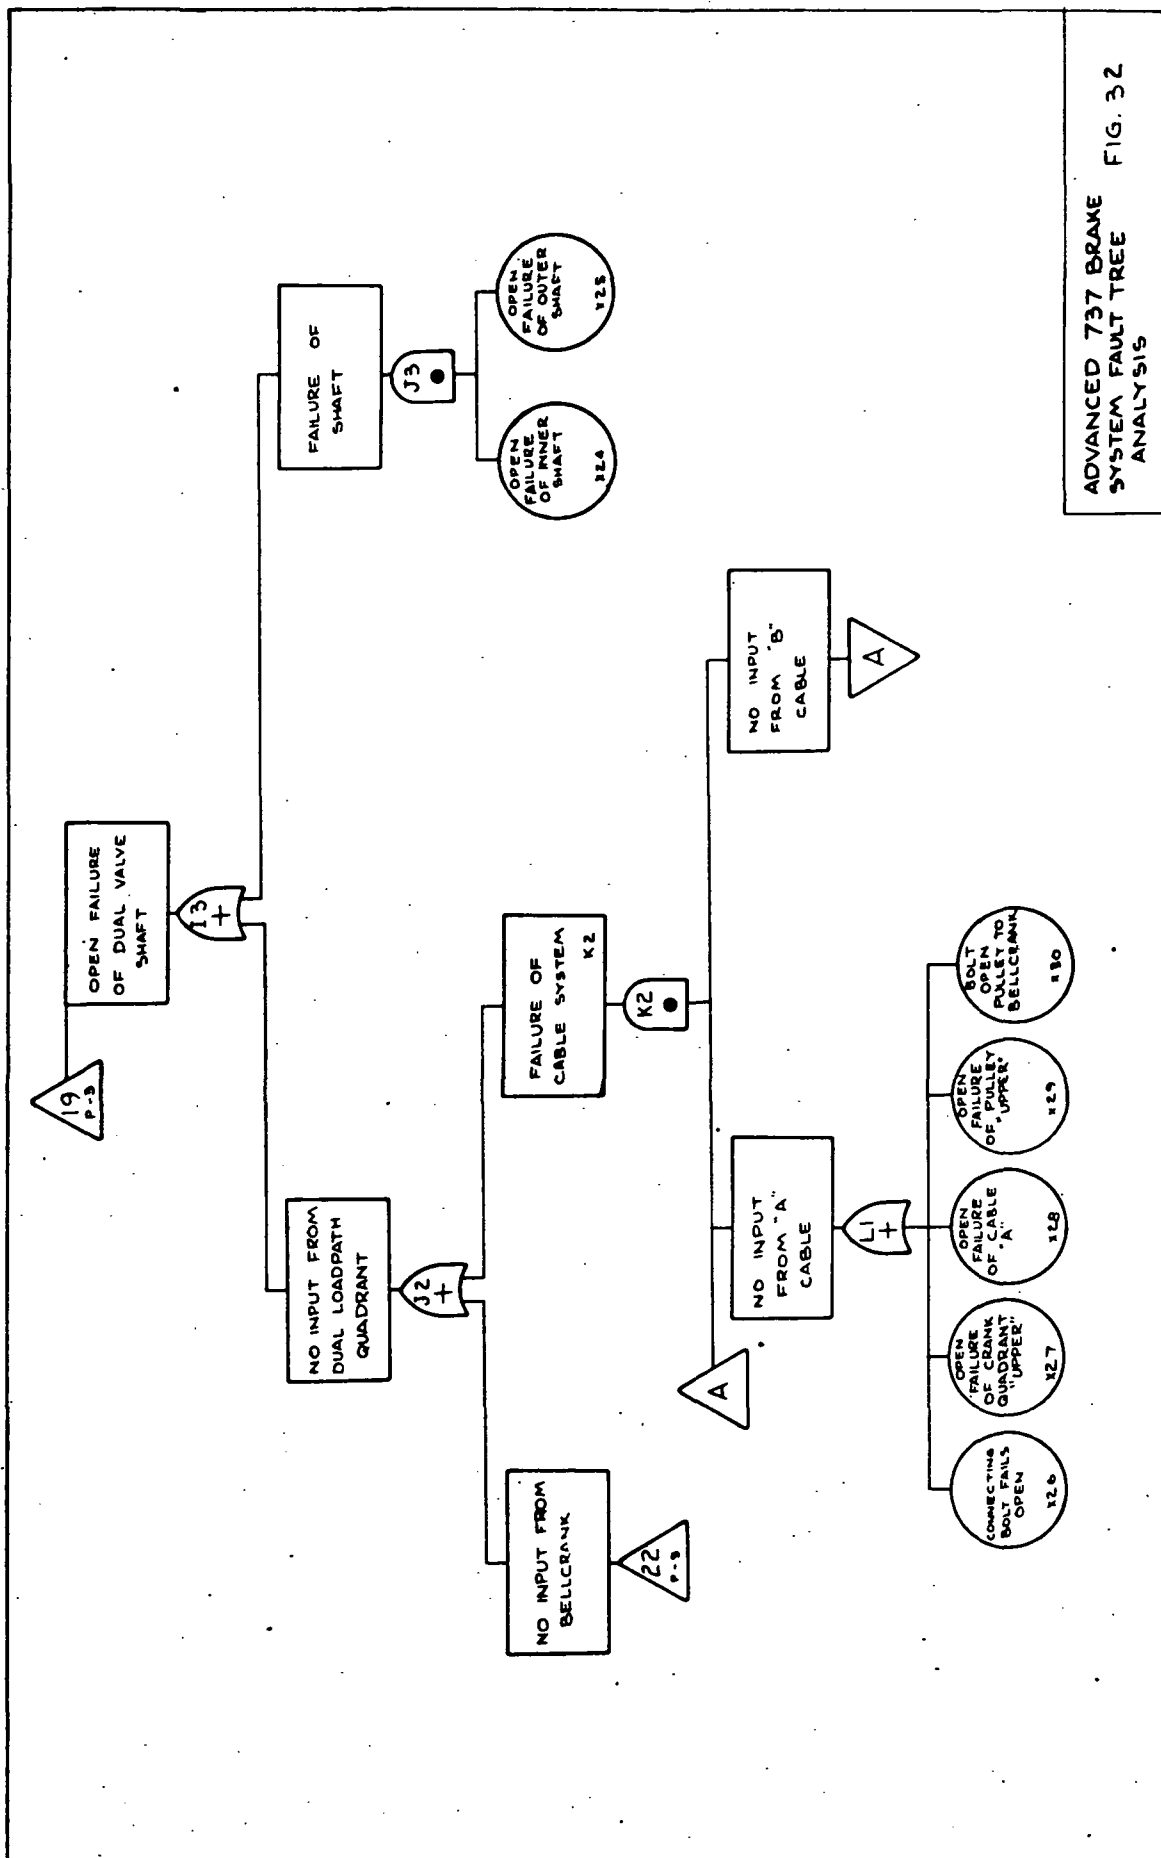 19
P-3
OPEN FAILURE
OF DUAL VALVE
SHAFT
I3
+
NO INPUT FROM
DUAL LOADPATH
QUADRANT
J2
+
FAILURE OF
SHAFT
J3
OPEN
FAILURE
OF INNER
SHAFT
X24
OPEN
FAILURE
OF OUTER
SHAFT
X25
NO INPUT FROM
BELLCRANK
22
P-3
FAILURE OF
CABLE SYSTEM
K2
K2
A
NO INPUT
FROM "A"
CABLE
L1
+
NO INPUT
FROM "B"
CABLE
A
CONNECTING
BOLT FAILS
OPEN
X26
OPEN
FAILURE
OF CRANK
QUADRANT
"UPPER"
X27
OPEN
FAILURE
OF CABLE
"A"
X28
OPEN
FAILURE
OF PULLEY
"UPPER"
X29
BOLT
OPEN
PULLEY TO
BELLCRANK
X30
ADVANCED 737 BRAKE
SYSTEM FAULT TREE FIG. 32
ANALYSIS